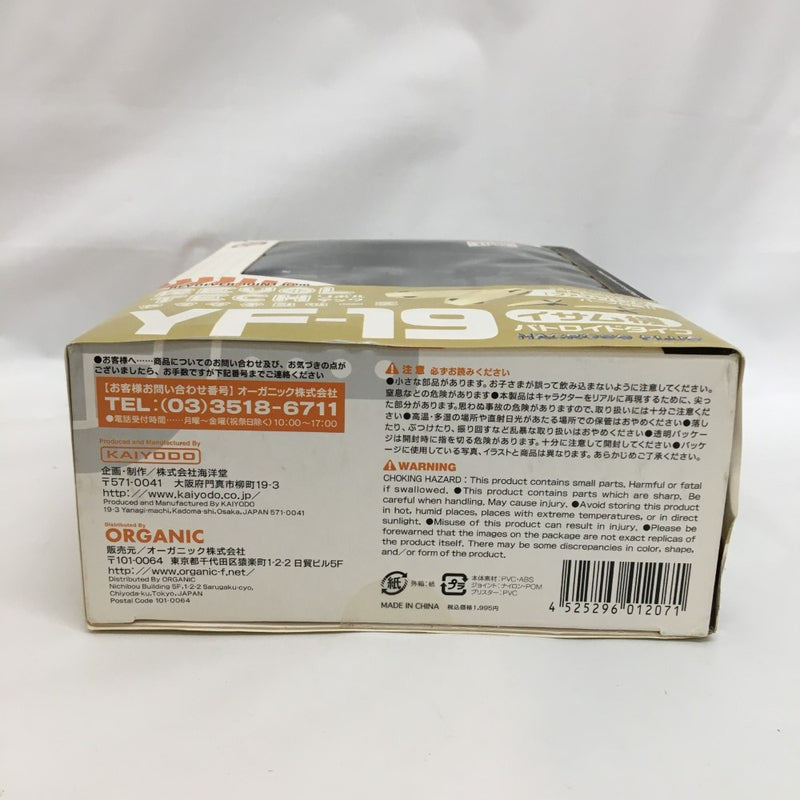 YF-19
イサム機
バトロイドタイプ
●お客様へ……商品についてのお問い合わせ及び、お気づきの点が
ございましたら、お手数ですが下記番号までご連絡ください
【お客様お問い合わせ番号】オーガニック株式会社
TEL:(03)3518-6711
●電話受付時間……月曜〜金曜(祝祭日除く)10:00〜17:00
Produced and Manufactured By
KAIYODO
企画・制作/株式会社海洋堂
〒571-0041 大阪府門真市柳町19-3
http://www.kaiyodo.co.jp/
Produced and Manufactured By KAIYODO
19-3 Yanagi-machi, Kadoma-shi, Osaka, JAPAN 571-0041
Distributed By
ORGANIC
販売元/オーガニック株式会社
〒101-0064 東京都千代田区猿楽町1-2-2 日貿ビル5F
http://www.organic-f.net/
Distributed By ORGANIC
Nichibou Building 5F,1-2-2 Sarugaku-cyo,
Chiyoda-ku,Tokyo, JAPAN
Postal Code 101-0064
注意 必ずお読みください
●小さな部品があります。お子さまが誤って飲み込まないように注意してください。
窒息などの危険があります ●本製品はキャラクターをリアルに再現するために、尖っ
た部分があります。思わぬ事故の危険がありますので、取り扱いには十分ご注意くだ
さい ●高温・多湿の場所や直射日光があたる場所での保管はおやめください ●落し
たり、ぶつけたり、振り回すなど乱暴な取り扱いはおやめください ●透明パッケー
ジは開封時に指を切る危険があります。十分に注意して開封してください ●パッケ
ージに使用している写真、イラストと商品は異なります。あらかじめご了承ください。
WARNING
CHOKING HAZARD : This product contains small parts. Harmful or fatal
if swallowed. ●This product contains parts which are sharp. Be
careful when handling. May cause injury. ●Avoid storing this product
in hot, humid places, places with extreme temperatures, or in direct
sunlight. ●Misuse of this product can result in injury. ●Please be
forewarned that the images on the package are not exact replicas of
the product itself. There may be some discrepancies in color, shape,
and/or form of the product.
紙 外箱:紙
プラ
本体素材:PVC・ABS
ジョイント:ナイロン・POM
ブリスター:PVC
MADE IN CHINA 税込価格1,995円
4 525296 012071